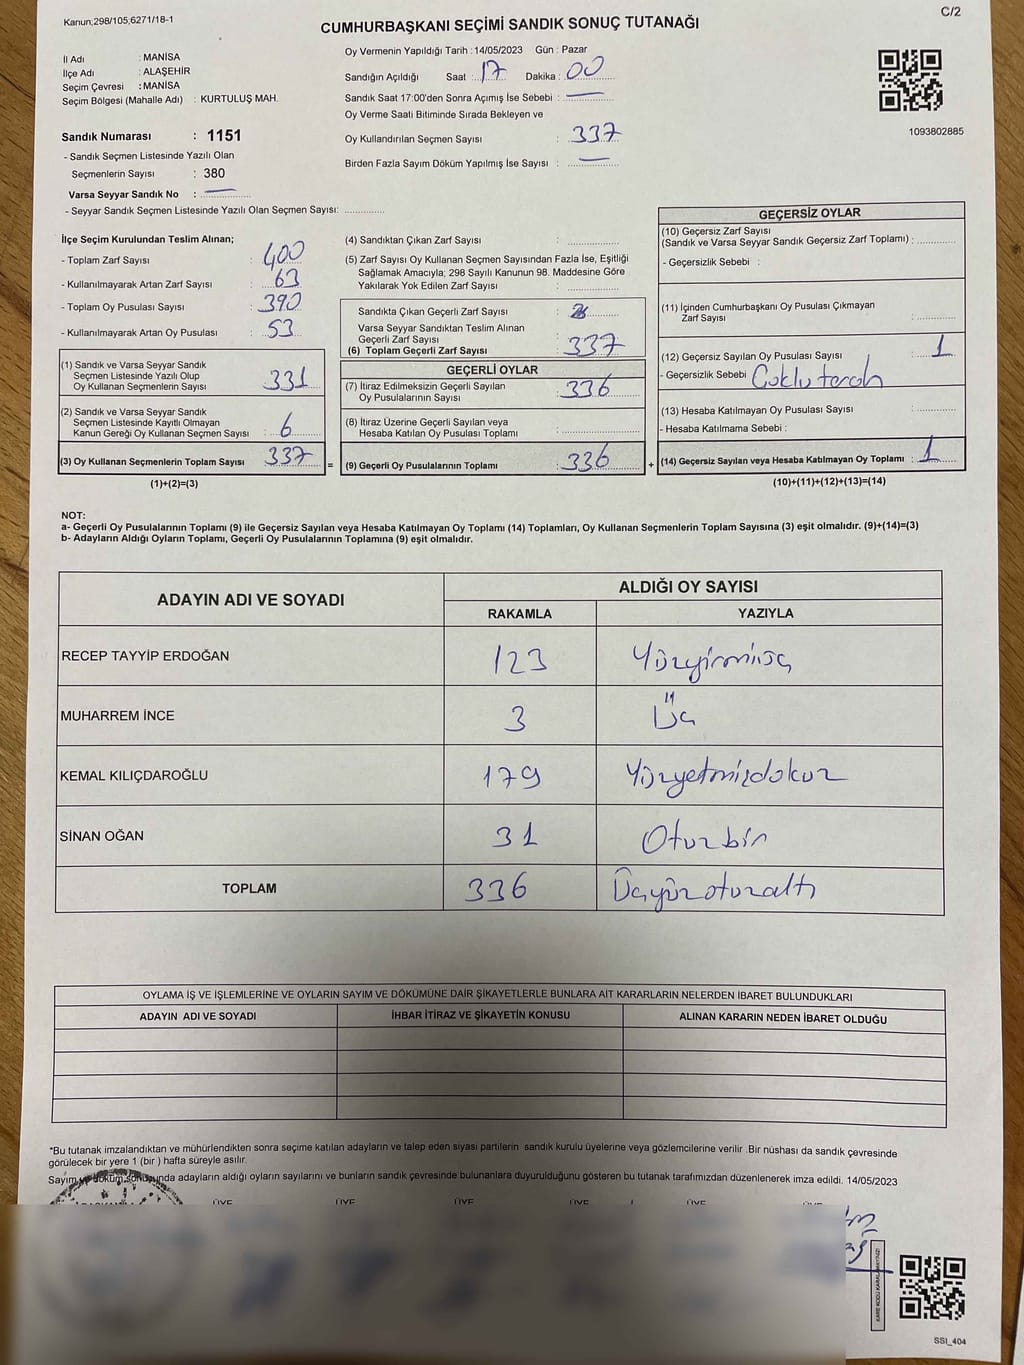 Kanun;298/105;6271/18-1
C/2
CUMHURBAŞKANI SEÇİMİ SANDIK SONUÇ TUTANAĞI
İl Adı : MANİSA
İlçe Adı : ALAŞEHİR
Seçim Çevresi : MANİSA
Seçim Bölgesi (Mahalle Adı) : KURTULUŞ MAH.
Sandık Numarası : 1151
- Sandık Seçmen Listesinde Yazılı Olan
Seçmenlerin Sayısı : 380
Varsa Seyyar Sandık No : —
- Seyyar Sandık Seçmen Listesinde Yazılı Olan Seçmen Sayısı: ..............
Oy Vermenin Yapıldığı Tarih : 14/05/2023 Gün : Pazar
Sandığın Açıldığı Saat : 17 Dakika : 00
Sandık Saat 17:00'den Sonra Açımış İse Sebebi : —
Oy Verme Saati Bitiminde Sırada Bekleyen ve
Oy Kullandırılan Seçmen Sayısı : 337
Birden Fazla Sayım Döküm Yapılmış İse Sayısı : —
1093802885
İlçe Seçim Kurulundan Teslim Alınan;
- Toplam Zarf Sayısı : 400
- Kullanılmayarak Artan Zarf Sayısı : 63
- Toplam Oy Pusulası Sayısı : 390
- Kullanılmayarak Artan Oy Pusulası : 53
(1) Sandık ve Varsa Seyyar Sandık
Seçmen Listesinde Yazılı Olup
Oy Kullanan Seçmenlerin Sayısı : 331
(2) Sandık ve Varsa Seyyar Sandık
Seçmen Listesinde Kayıtlı Olmayan
Kanun Gereği Oy Kullanan Seçmen Sayısı : 6
(3) Oy Kullanan Seçmenlerin Toplam Sayısı : 337
(1)+(2)=(3)
(4) Sandıktan Çıkan Zarf Sayısı : ..............
(5) Zarf Sayısı Oy Kullanan Seçmen Sayısından Fazla İse, Eşitliği
Sağlamak Amacıyla; 298 Sayılı Kanunun 98. Maddesine Göre
Yakılarak Yok Edilen Zarf Sayısı : ..............
Sandıkta Çıkan Geçerli Zarf Sayısı :
Varsa Seyyar Sandıktan Teslim Alınan
Geçerli Zarf Sayısı :
(6) Toplam Geçerli Zarf Sayısı : 337
GEÇERLİ OYLAR
(7) İtiraz Edilmeksizin Geçerli Sayılan
Oy Pusulalarının Sayısı : 336
(8) İtiraz Üzerine Geçerli Sayılan veya
Hesaba Katılan Oy Pusulası Toplamı : ..............
= (9) Geçerli Oy Pusulalarının Toplamı : 336 +
GEÇERSİZ OYLAR
(10) Geçersiz Zarf Sayısı
(Sandık ve Varsa Seyyar Sandık Geçersiz Zarf Toplamı) : ..............
- Geçersizlik Sebebi :
(11) İçinden Cumhurbaşkanı Oy Pusulası Çıkmayan
Zarf Sayısı : ..............
(12) Geçersiz Sayılan Oy Pusulası Sayısı : 1
- Geçersizlik Sebebi : Çoklu tercih
(13) Hesaba Katılmayan Oy Pusulası Sayısı : ..............
- Hesaba Katılmama Sebebi :
(14) Geçersiz Sayılan veya Hesaba Katılmayan Oy Toplamı : 1
(10)+(11)+(12)+(13)=(14)
NOT:
a- Geçerli Oy Pusulalarının Toplamı (9) ile Geçersiz Sayılan veya Hesaba Katılmayan Oy Toplamı (14) Toplamları, Oy Kullanan Seçmenlerin Toplam Sayısına (3) eşit olmalıdır. (9)+(14)=(3)
b- Adayların Aldığı Oyların Toplamı, Geçerli Oy Pusulalarının Toplamına (9) eşit olmalıdır.
ADAYIN ADI VE SOYADI
ALDIĞI OY SAYISI
RAKAMLA YAZIYLA
RECEP TAYYİP ERDOĞAN 123 Yüzyirmiüç
MUHARREM İNCE 3 Üç
KEMAL KILIÇDAROĞLU 179 Yüzyetmişdokuz
SİNAN OĞAN 31 Oturbir
TOPLAM 336 Üçyüzoturaltı
OYLAMA İŞ VE İŞLEMLERİNE VE OYLARIN SAYIM VE DÖKÜMÜNE DAİR ŞİKAYETLERLE BUNLARA AİT KARARLARIN NELERDEN İBARET BULUNDUKLARI
ADAYIN ADI VE SOYADI İHBAR İTİRAZ VE ŞİKAYETİN KONUSU ALINAN KARARIN NEDEN İBARET OLDUĞU
*Bu tutanak imzalandıktan ve mühürlendikten sonra seçime katılan adayların ve talep eden siyasi partilerin sandık kurulu üyelerine veya gözlemcilerine verilir .Bir nüshası da sandık çevresinde
görülecek bir yere 1 (bir ) hafta süreyle asılır.
Sayım ve döküm sonucunda adayların aldığı oyların sayılarını ve bunların sandık çevresinde bulunanlara duyurulduğunu gösteren bu tutanak tarafımızdan düzenlenerek imza edildi. 14/05/2023
ÜYE ÜYE ÜYE ÜYE ÜYE ÜYE
SSI_404